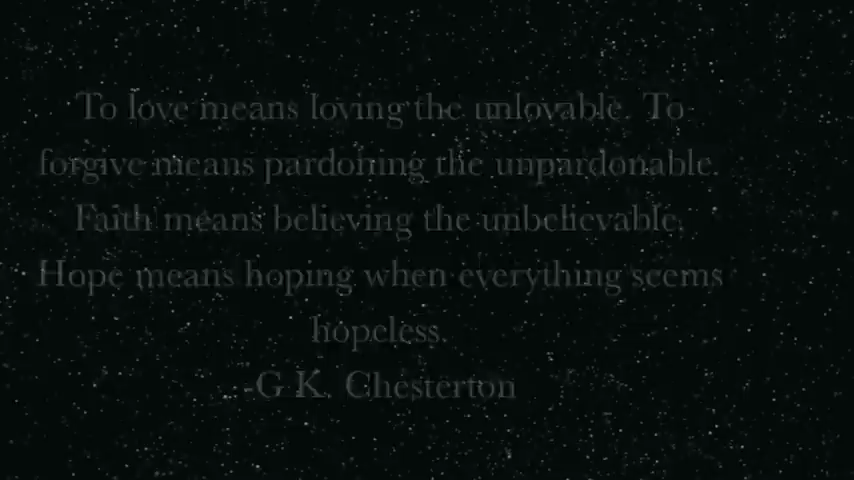 To love means loving the unlovable. To
forgive means pardoning the unpardonable.
Faith means believing the unbelievable.
Hope means hoping when everything seems
hopeless.
-G K. Chesterton